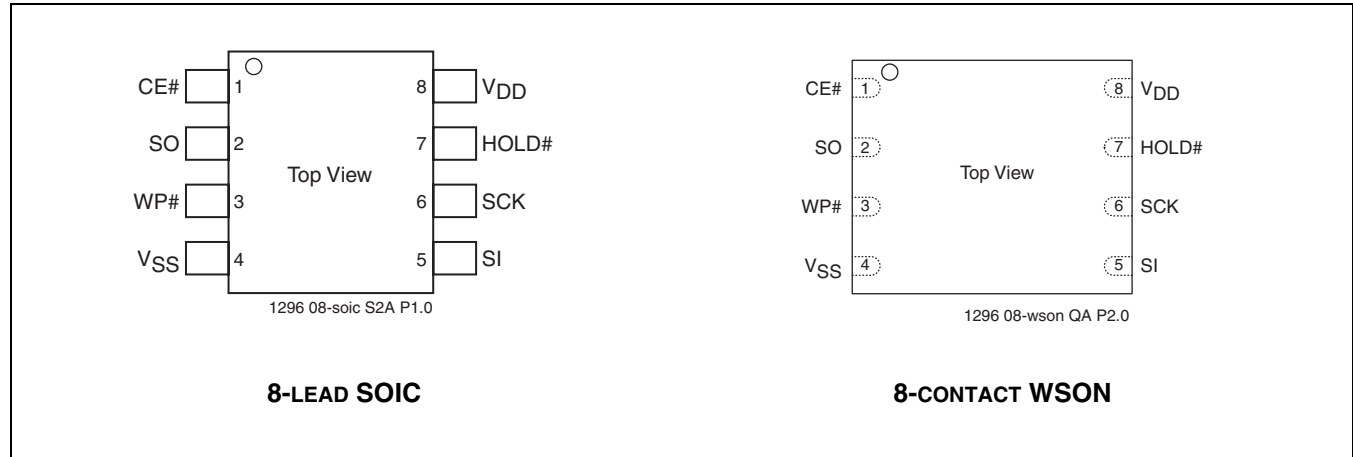 CE# 1 8 VDD
SO 2 7 HOLD#
Top View
WP# 3 6 SCK
VSS 4 5 SI
1296 08-soic S2A P1.0
8-LEAD SOIC
CE# 1 8 VDD
SO 2 7 HOLD#
Top View
WP# 3 6 SCK
VSS 4 5 SI
1296 08-wson QA P2.0
8-CONTACT WSON